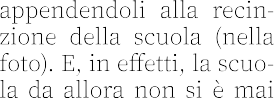 appendendoli alla recin-
zione della scuola (nella
foto). E, in effetti, la scuo-
la da allora non si è mai